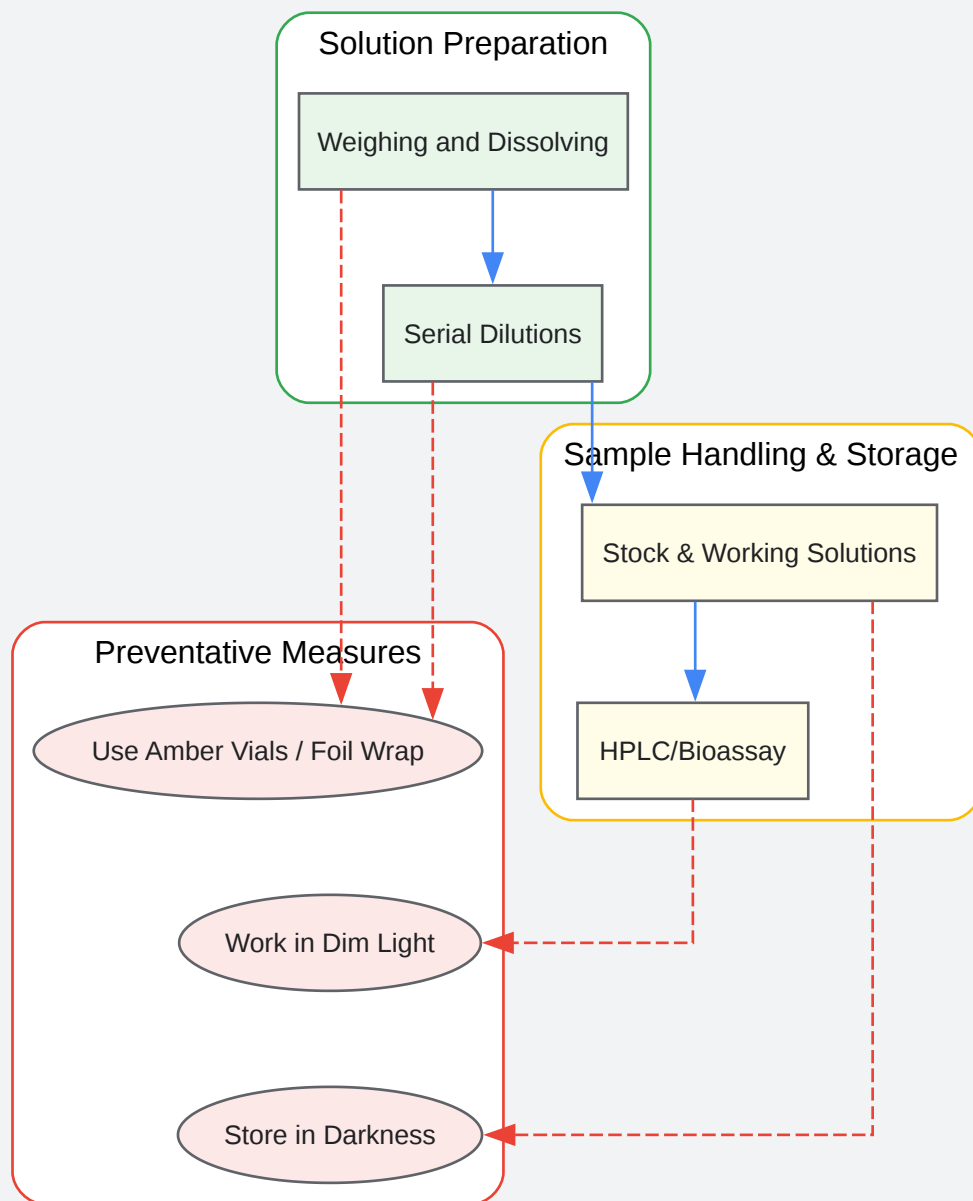 Solution Preparation
Weighing and Dissolving
Serial Dilutions
Sample Handling & Storage
Stock & Working Solutions
HPLC/Bioassay
Preventative Measures
Use Amber Vials / Foil Wrap
Work in Dim Light
Store in Darkness